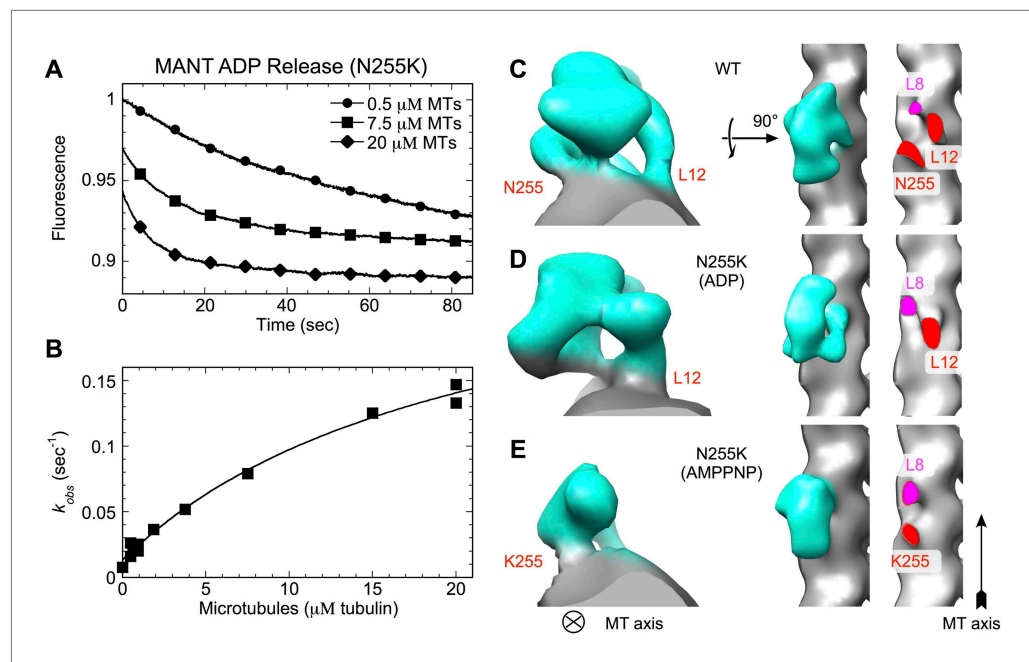 A
MANT ADP Release (N255K)
1
0.95
0.9
Fluorescence
0.5 μM MTs
7.5 μM MTs
20 μM MTs
0
20
40
60
80
Time (sec)
B
0.15
0.1
0.05
0
k_obs (sec⁻¹)
0
5
10
15
20
Microtubules (μM tubulin)
C
WT
90°
N255
L12
L8
L12
N255
D
N255K
(ADP)
L12
L8
L12
E
N255K
(AMPPNP)
K255
L8
K255
MT axis
MT axis